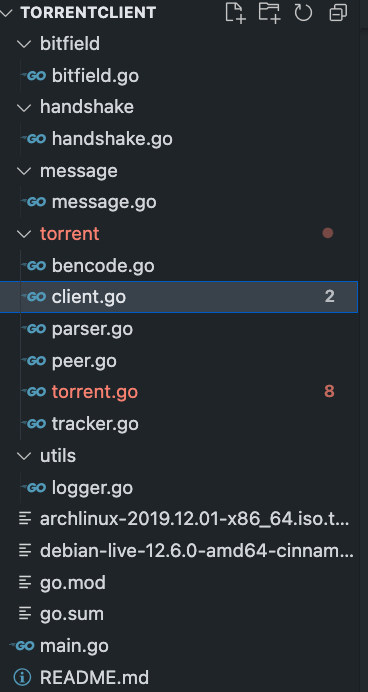 TORRENTCLIENT
bitfield
GO bitfield.go
handshake
GO handshake.go
message
GO message.go
torrent
GO bencode.go
GO client.go 2
GO parser.go
GO peer.go
GO torrent.go 8
GO tracker.go
utils
GO logger.go
archlinux-2019.12.01-x86_64.iso.t...
debian-live-12.6.0-amd64-cinnam...
go.mod
go.sum
GO main.go
README.md